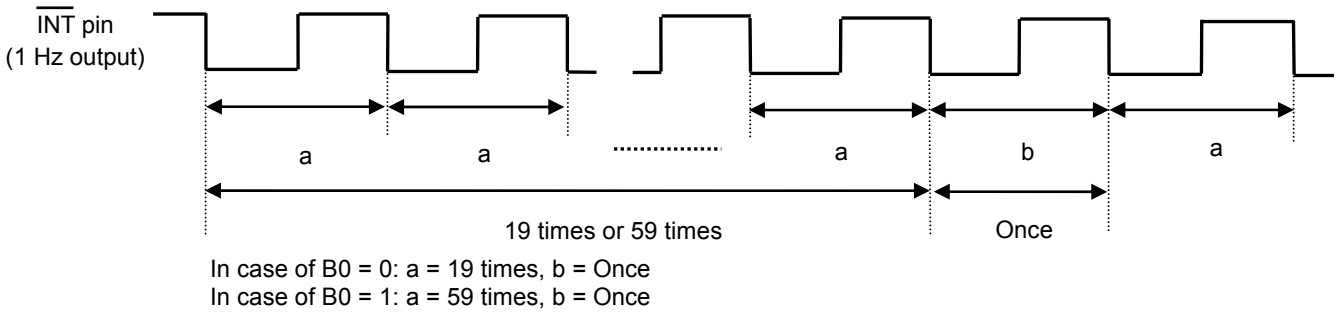 INT pin
(1 Hz output)
a a ................... a b a
19 times or 59 times Once
In case of B0 = 0: a = 19 times, b = Once
In case of B0 = 1: a = 59 times, b = Once